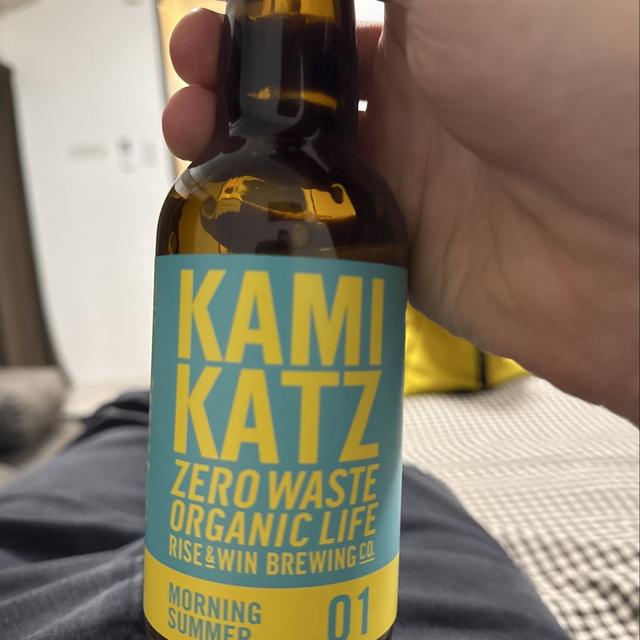 KAMI
KATZ
ZERO WASTE
ORGANIC LIFE
RISE & WIN BREWING CO.
MORNING 01
SUMMER